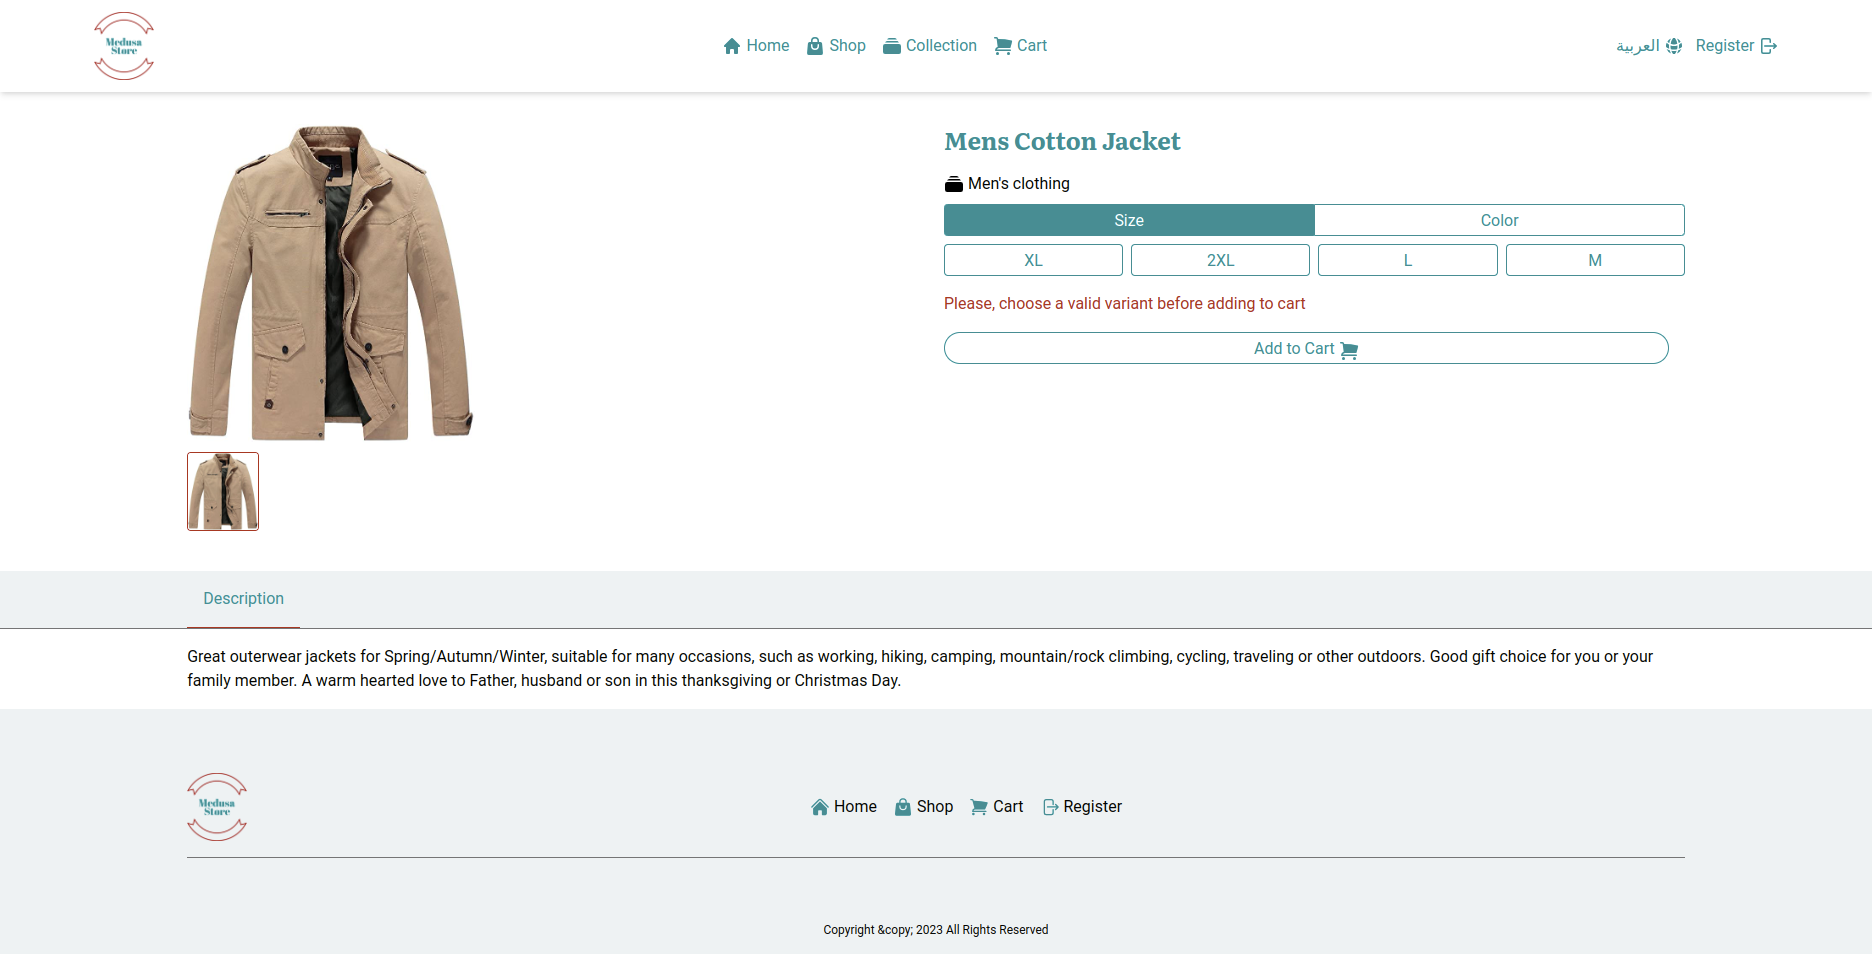 Medusa
Store
Home Shop Collection Cart
العربية Register
Mens Cotton Jacket
Men's clothing
Size Color
XL 2XL L M
Please, choose a valid variant before adding to cart
Add to Cart
Description
Great outerwear jackets for Spring/Autumn/Winter, suitable for many occasions, such as working, hiking, camping, mountain/rock climbing, cycling, traveling or other outdoors. Good gift choice for you or your
family member. A warm hearted love to Father, husband or son in this thanksgiving or Christmas Day.
Medusa
Store
Home Shop Cart Register
Copyright &copy; 2023 All Rights Reserved